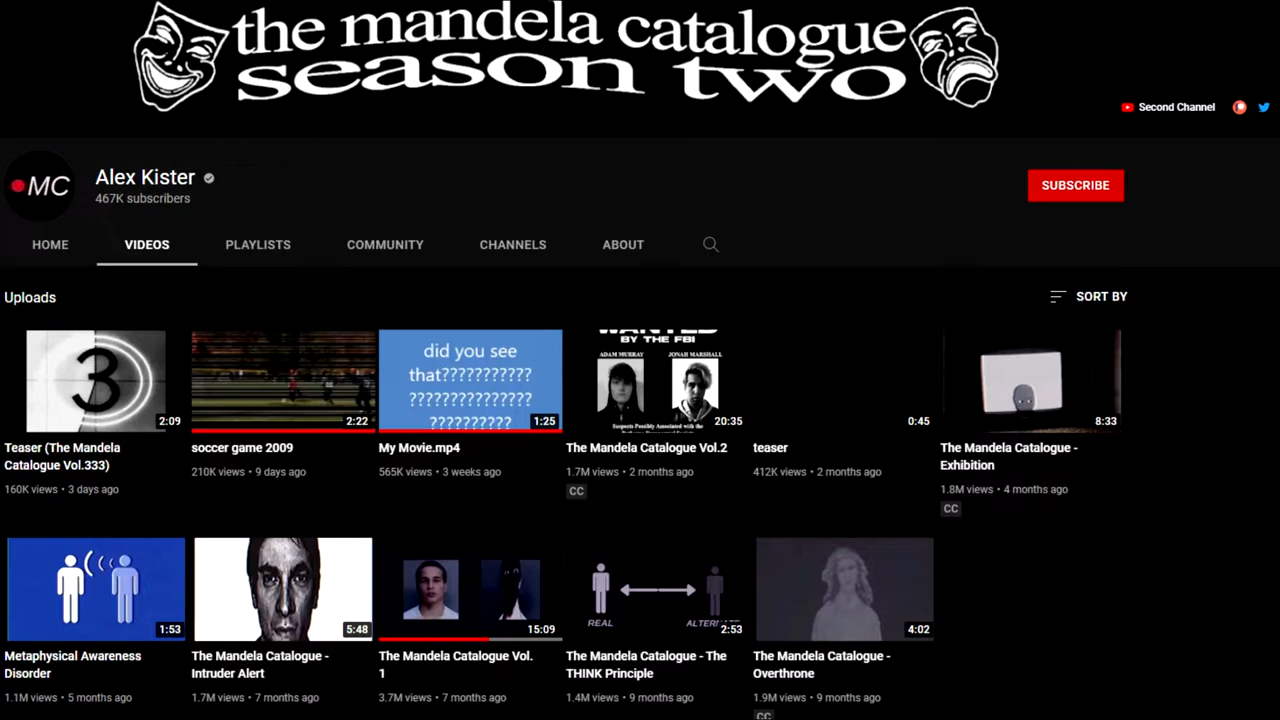 the mandela catalogue
season two
Second Channel
MC
Alex Kister
467K subscribers
SUBSCRIBE
HOME
VIDEOS
PLAYLISTS
COMMUNITY
CHANNELS
ABOUT
Uploads
SORT BY
3
2:09
2:22
did you see
that???????????
???????????????
??????????
1:25
WANTED
BY THE FBI
ADAM MURRAY
JONAH MARSHALL
20:35
0:45
8:33
Teaser (The Mandela
Catalogue Vol.333)
160K views • 3 days ago
soccer game 2009
210K views • 9 days ago
My Movie.mp4
565K views • 3 weeks ago
The Mandela Catalogue Vol.2
1.7M views • 2 months ago
CC
teaser
412K views • 2 months ago
The Mandela Catalogue -
Exhibition
1.8M views • 4 months ago
CC
1:53
5:48
15:09
REAL
ALTERN
2:53
4:02
Metaphysical Awareness
Disorder
1.1M views • 5 months ago
The Mandela Catalogue -
Intruder Alert
1.7M views • 7 months ago
The Mandela Catalogue Vol.
1
3.7M views • 7 months ago
The Mandela Catalogue - The
THINK Principle
1.4M views • 9 months ago
The Mandela Catalogue -
Overthrone
1.9M views • 9 months ago
CC